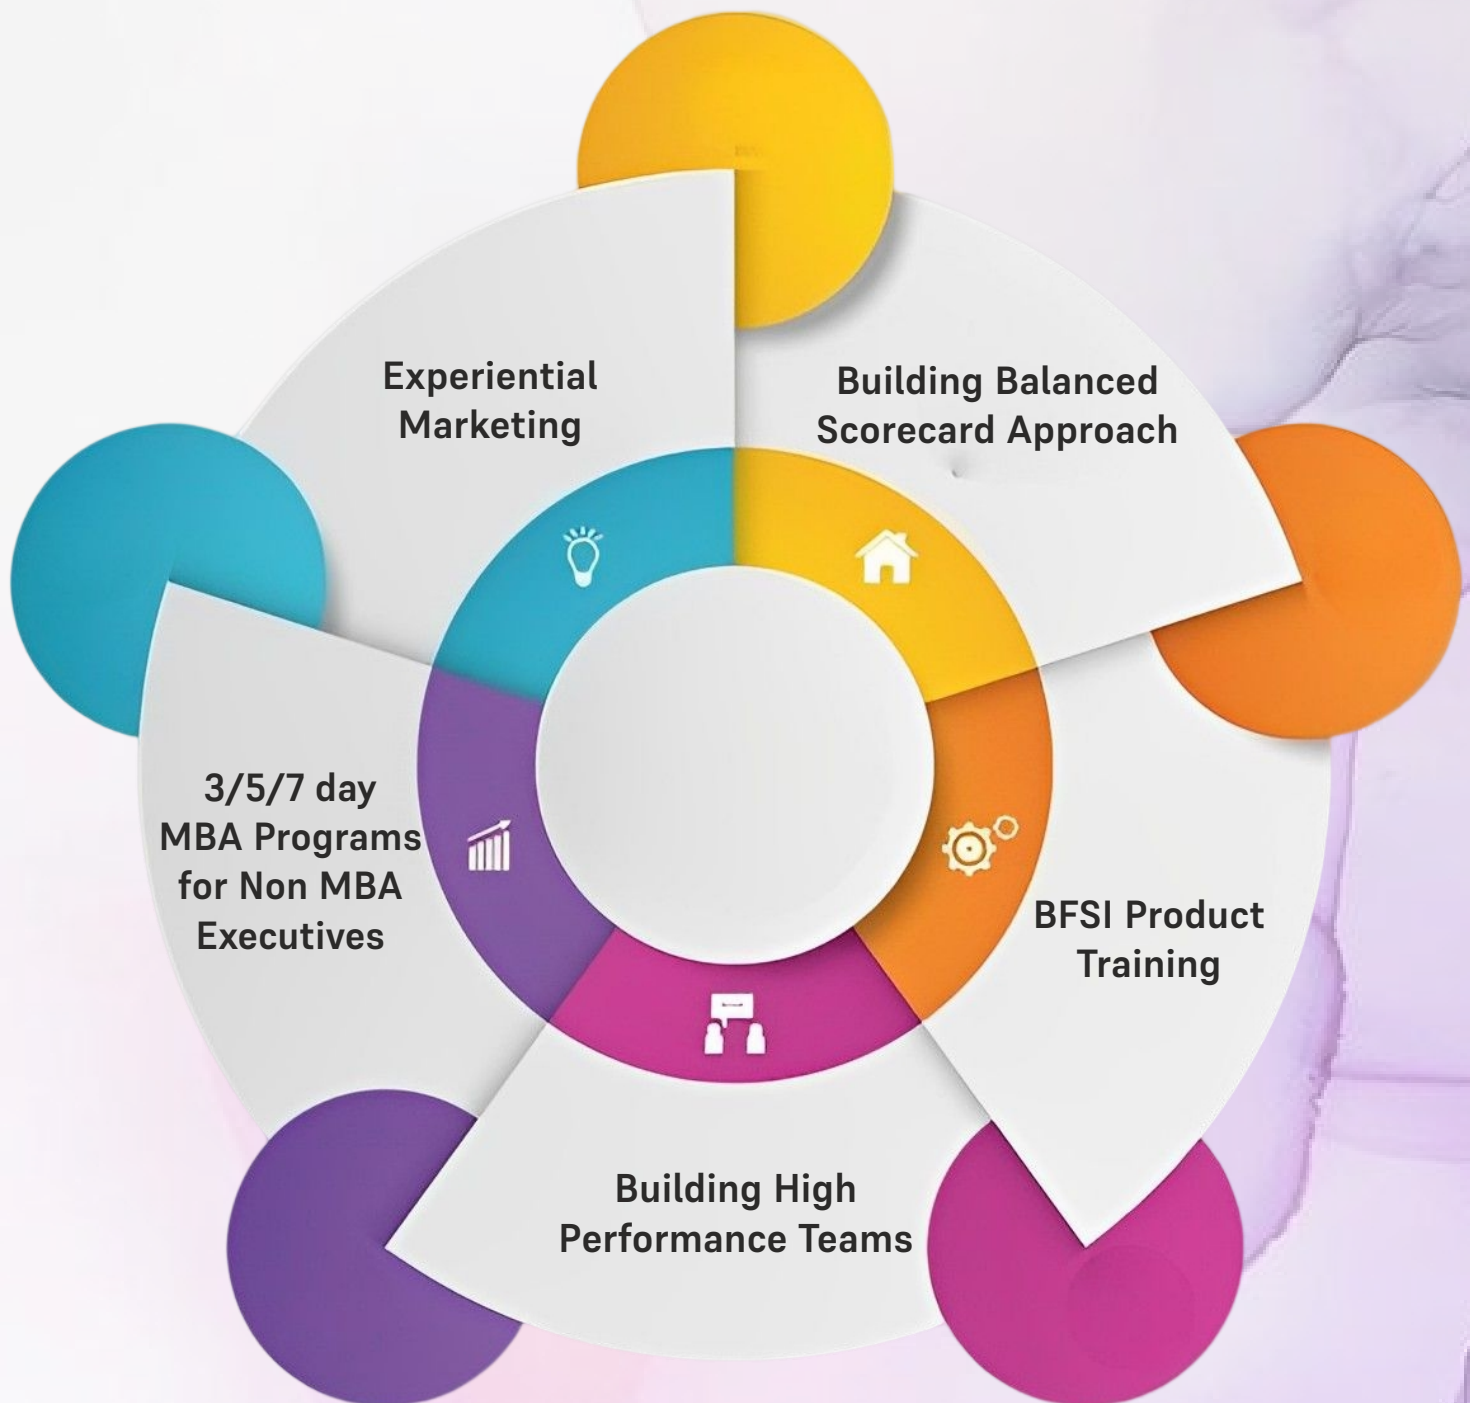 Experiential
Marketing
Building Balanced
Scorecard Approach
3/5/7 day
MBA Programs
for Non MBA
Executives
BFSI Product
Training
Building High
Performance Teams